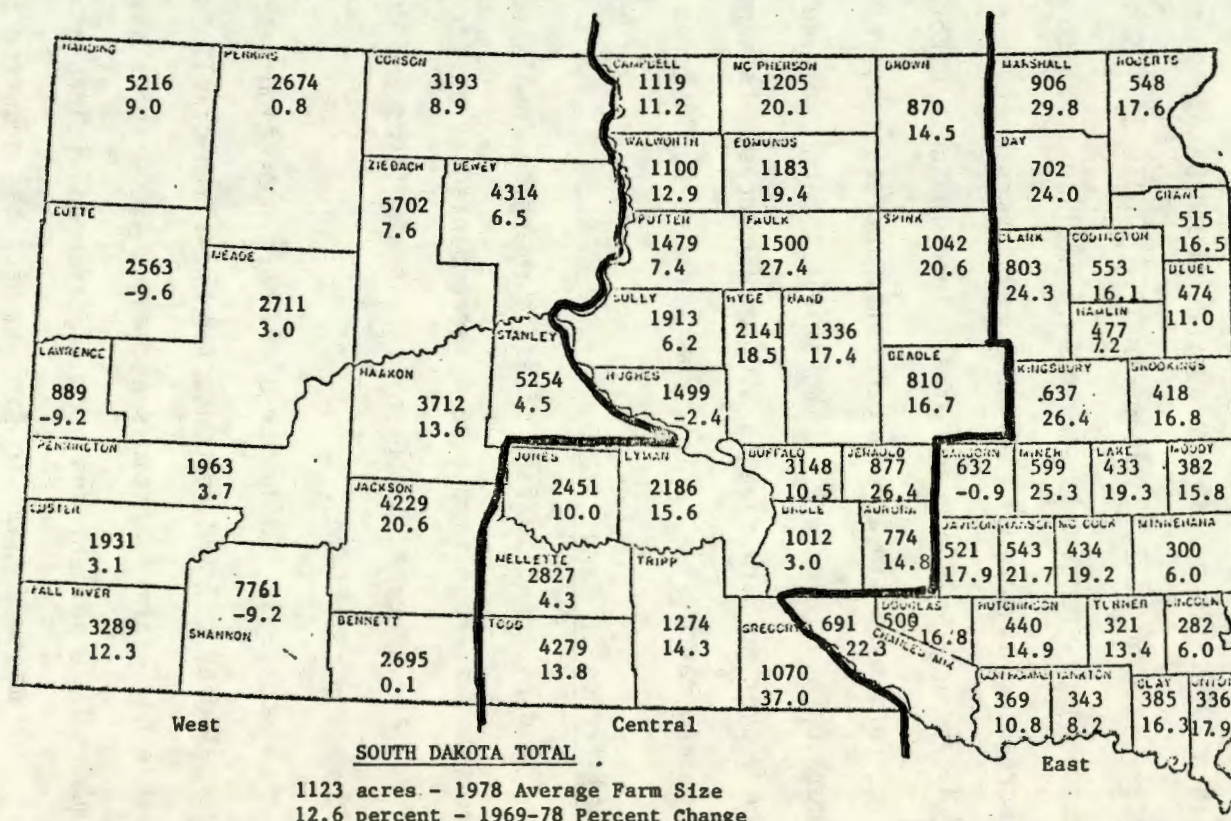 HARDING
5216
9.0
PERKINS
2674
0.8
CORSON
3193
8.9
CAMPBELL
1119
11.2
MC PHERSON
1205
20.1
BROWN
870
14.5
MARSHALL
906
29.8
ROBERTS
548
17.6
WALWORTH
1100
12.9
EDMUNDS
1183
19.4
DAY
702
24.0
ZIEBACH
5702
7.6
DEWEY
4314
6.5
GRANT
515
16.5
BUTTE
2563
-9.6
MEADE
2711
3.0
POTTER
1479
7.4
FAULK
1500
27.4
SPINK
1042
20.6
CLARK
803
24.3
CODINGTON
553
16.1
DEUEL
474
11.0
HAMLIN
477
7.2
SULLY
1913
6.2
HYDE
2141
18.5
HAND
1336
17.4
STANLEY
5254
4.5
LAWRENCE
889
-9.2
HAAKON
3712
13.6
HUGHES
1499
-2.4
BEADLE
810
16.7
KINGSBURY
637
26.4
BROOKINGS
418
16.8
PENNINGTON
1963
3.7
JACKSON
4229
20.6
JONES
2451
10.0
LYMAN
2186
15.6
BUFFALO
3148
10.5
JERAULD
877
26.4
SANBORN
632
-0.9
MINER
599
25.3
LAKE
433
19.3
MOODY
382
15.8
CUSTER
1931
3.1
BRULE
1012
3.0
AURORA
774
14.8
DAVISON
521
17.9
HANSON
543
21.7
MC COOK
434
19.2
MINNEHAHA
300
6.0
FALL RIVER
3289
12.3
7761
-9.2
SHANNON
BENNETT
2695
0.1
MELLETTE
2827
4.3
TODD
4279
13.8
TRIPP
1274
14.3
GREGORY
1070
37.0
691
22.3
CHARLES MIX
DOUGLAS
500
16.8
HUTCHINSON
440
14.9
TURNER
321
13.4
LINCOLN
282
6.0
BON HOMME
369
10.8
YANKTON
343
8.2
CLAY
385
16.3
UNION
336
17.9
West
Central
East
SOUTH DAKOTA TOTAL
1123 acres - 1978 Average Farm Size
12.6 percent - 1969-78 Percent Change